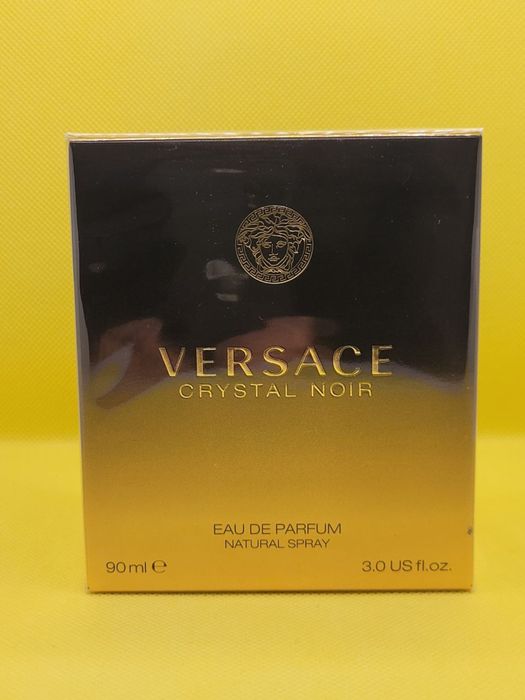 VERSACE
CRYSTAL NOIR
EAU DE PARFUM
NATURAL SPRAY
90 ml ℮ 3.0 US fl.oz.